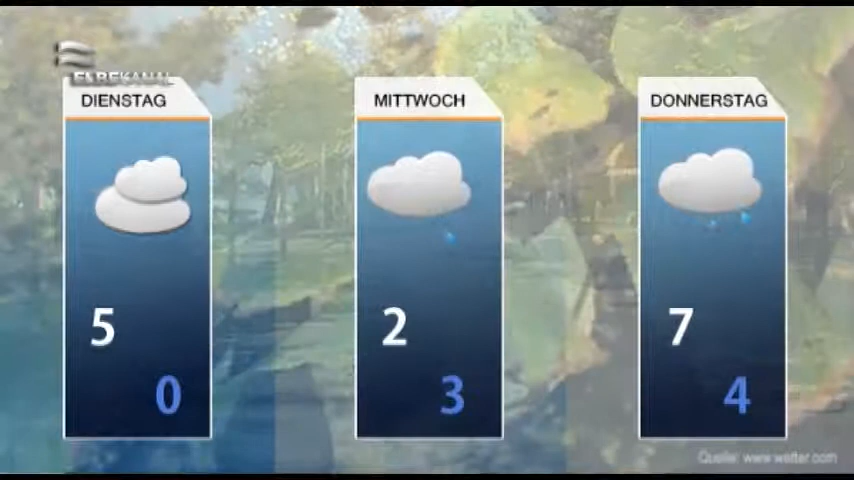 ELBEKANAL
DIENSTAG
MITTWOCH
DONNERSTAG
5
0
2
3
7
4
Quelle: www.wetter.com